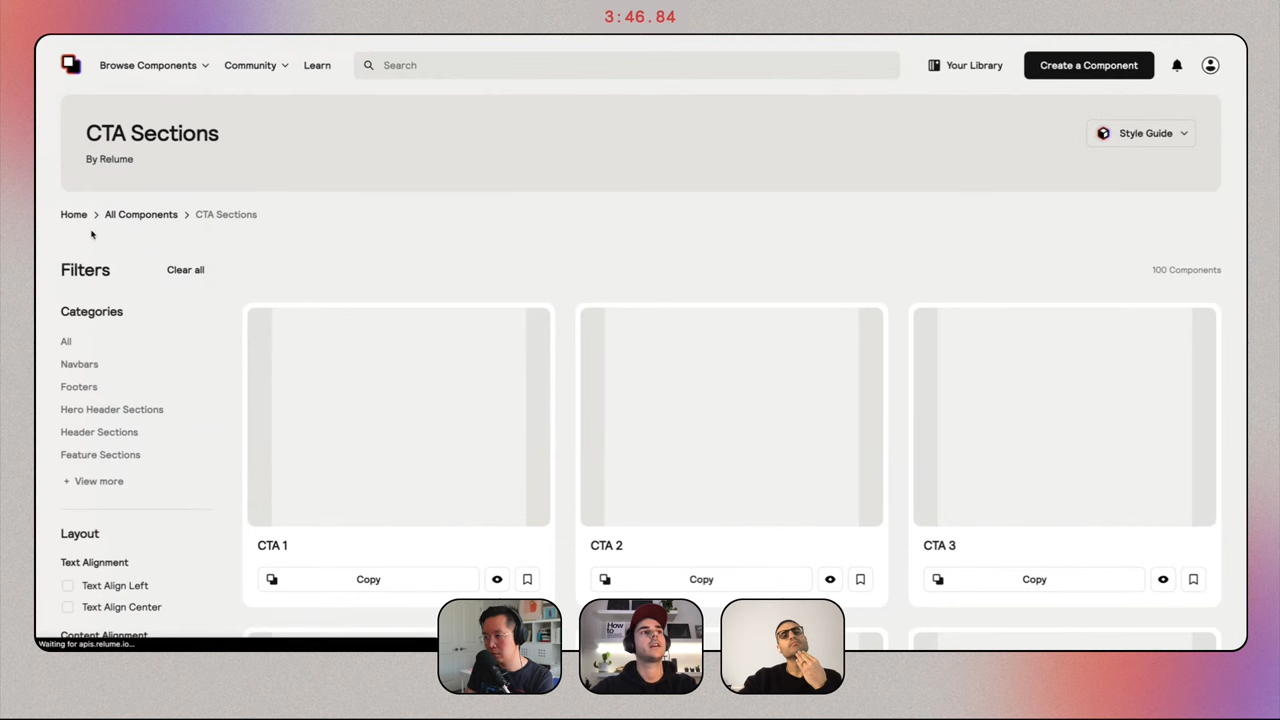 3:46.84
Browse Components
Community
Learn
Search
Your Library
Create a Component
CTA Sections
By Relume
Style Guide
Home > All Components > CTA Sections
Filters
Clear all
100 Components
Categories
All
Navbars
Footers
Hero Header Sections
Header Sections
Feature Sections
+ View more
Layout
Text Alignment
Text Align Left
Text Align Center
Content Alignment
CTA 1
Copy
CTA 2
Copy
CTA 3
Copy
Waiting for apis.relume.io...
How
to